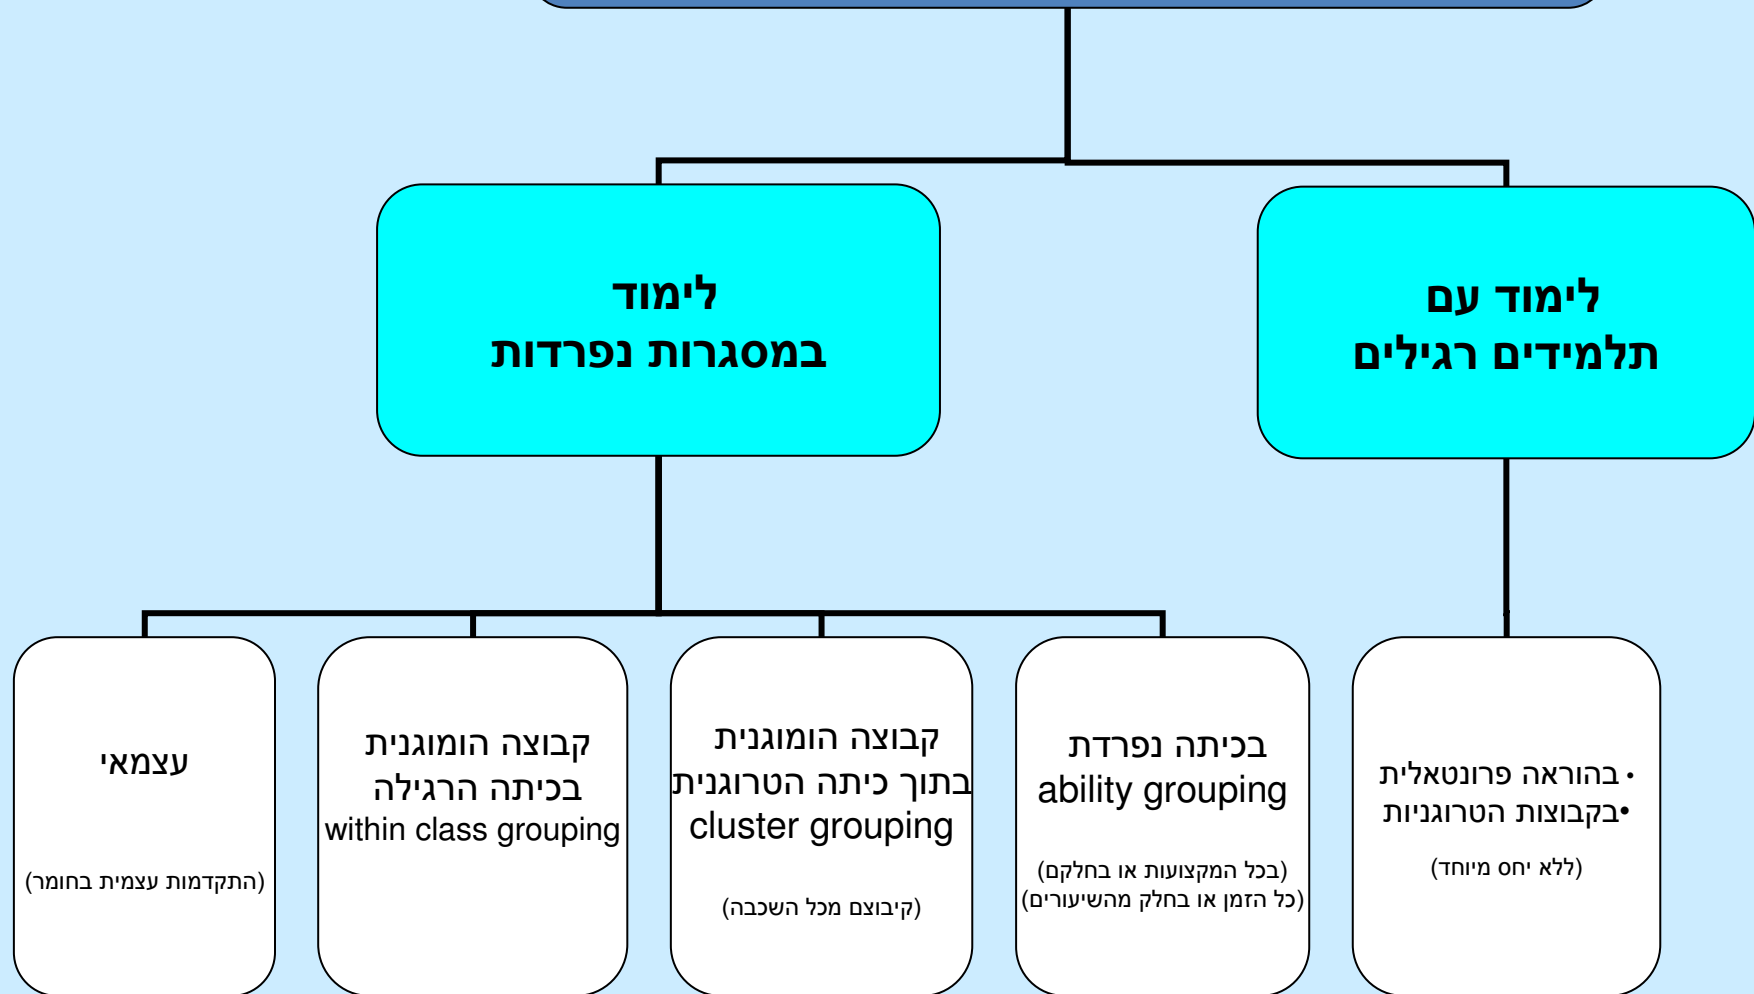 לימוד עם
תלמידים רגילים
לימוד
במסגרות נפרדות
• בהוראה פרונטאלית
•בקבוצות הטרוגניות
(ללא יחס מיוחד)
בכיתה נפרדת
ability grouping
(בכל המקצועות או בחלקם)
(כל הזמן או בחלק מהשיעורים)
קבוצה הומוגנית
בתוך כיתה הטרוגנית
cluster grouping
(קיבוצם מכל השכבה)
קבוצה הומוגנית
בכיתה הרגילה
within class grouping
עצמאי
(התקדמות עצמית בחומר)